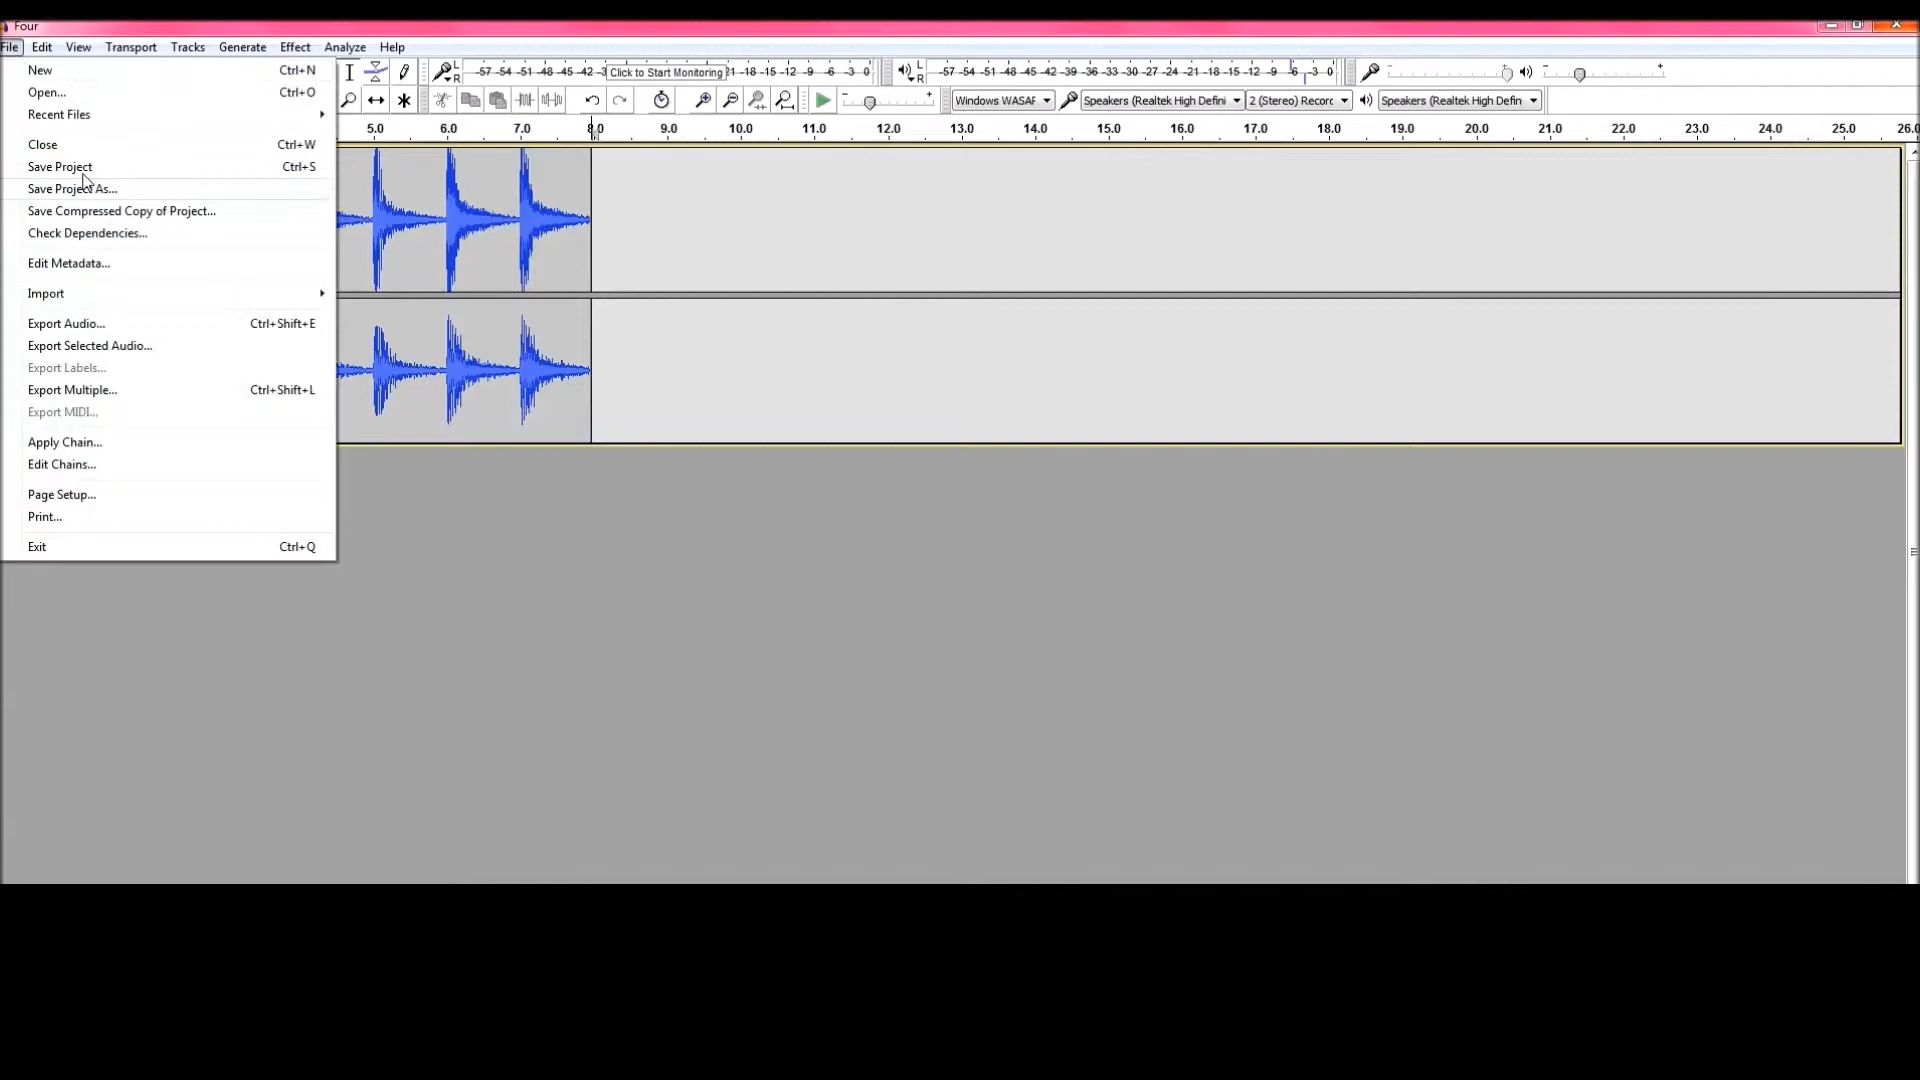 Four
File Edit View Transport Tracks Generate Effect Analyze Help
New Ctrl+N
Open... Ctrl+O
Recent Files
Close Ctrl+W
Save Project Ctrl+S
Save Project As...
Save Compressed Copy of Project...
Check Dependencies...
Edit Metadata...
Import
Export Audio... Ctrl+Shift+E
Export Selected Audio...
Export Labels...
Export Multiple... Ctrl+Shift+L
Export MIDI...
Apply Chain...
Edit Chains...
Page Setup...
Print...
Exit Ctrl+Q
L
R
-57 -54 -51 -48 -45 -42 -3 Click to Start Monitoring 21 -18 -15 -12 -9 -6 -3 0
L
R
-57 -54 -51 -48 -45 -42 -39 -36 -33 -30 -27 -24 -21 -18 -15 -12 -9 -6 -3 0
- + - +
- + Windows WASAF Speakers (Realtek High Defini 2 (Stereo) Recorc Speakers (Realtek High Defin
5.0 6.0 7.0 8.0 9.0 10.0 11.0 12.0 13.0 14.0 15.0 16.0 17.0 18.0 19.0 20.0 21.0 22.0 23.0 24.0 25.0 26.0